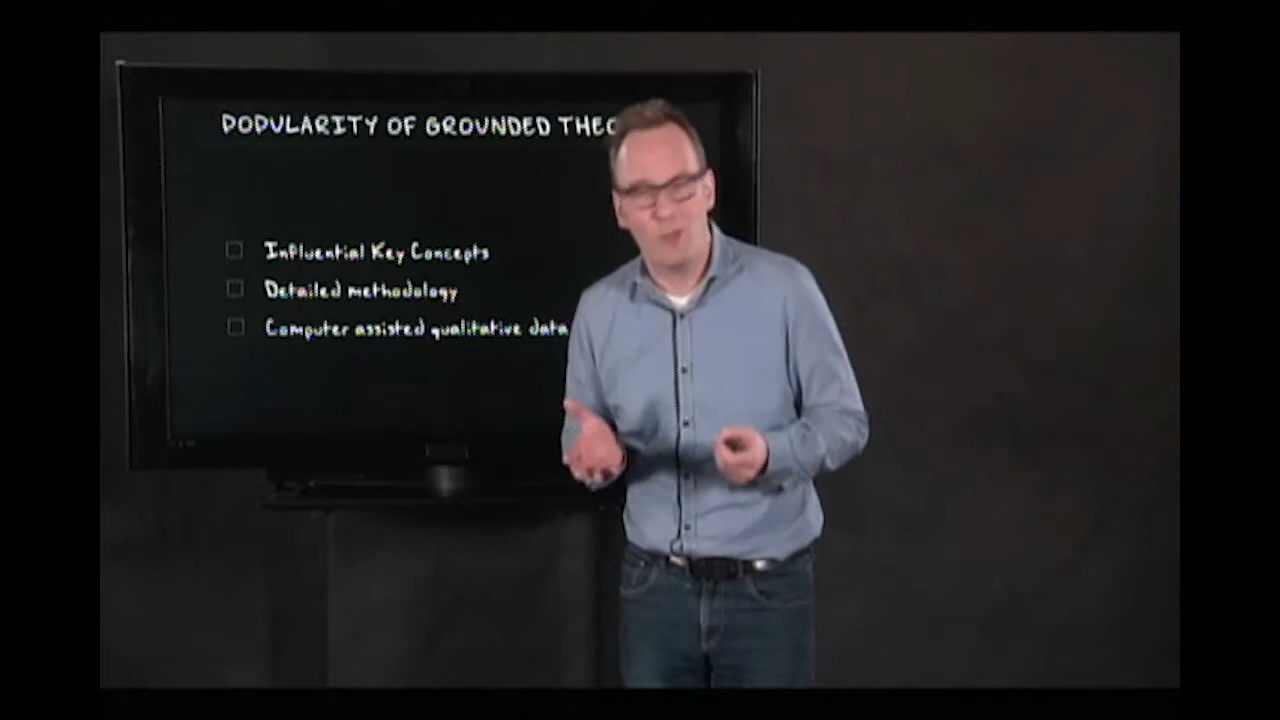 POPULARITY OF GROUNDED THEO
Influential Key Concepts
Detailed methodology
Computer assisted qualitative data